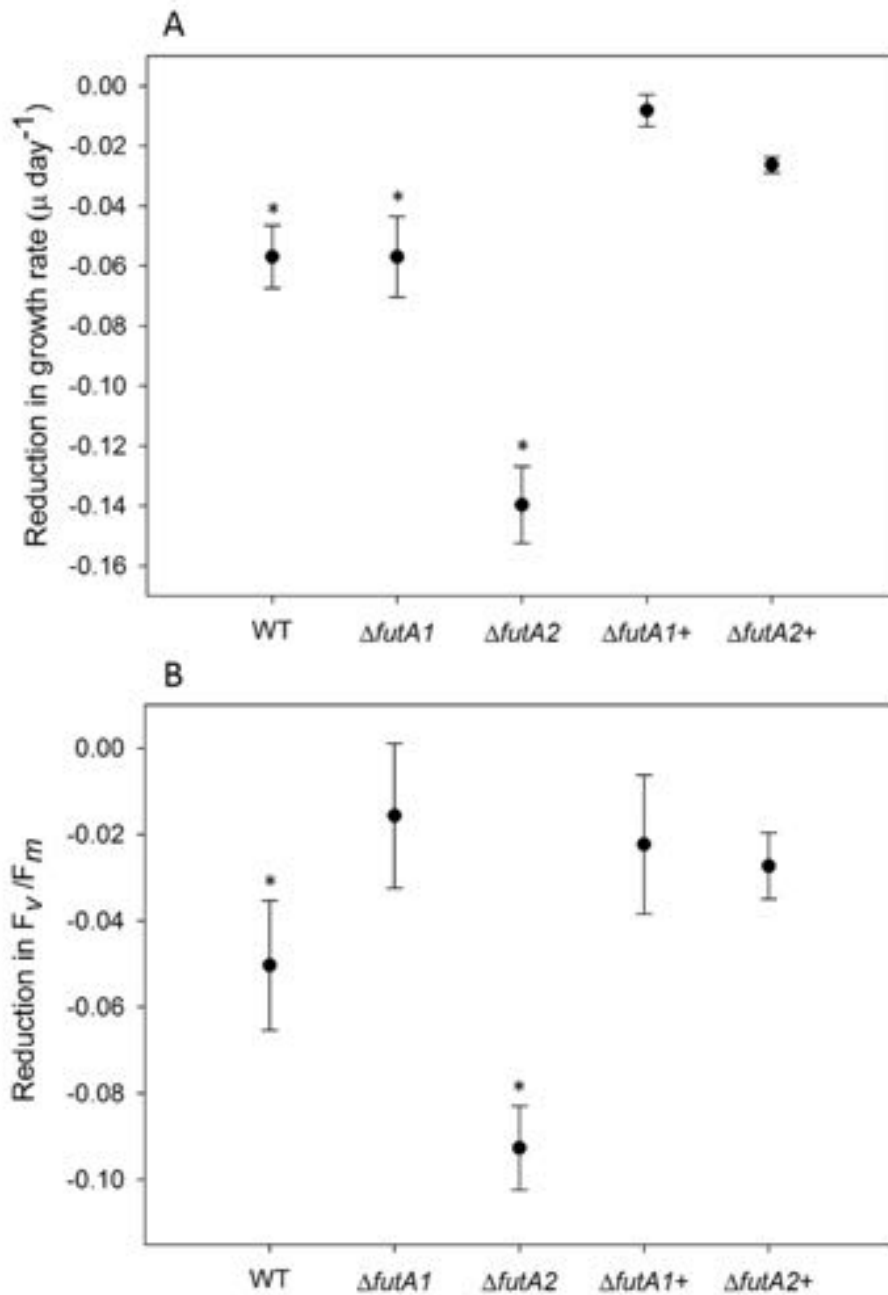 A
Reduction in growth rate (μ day⁻¹)
0.00
-0.02
-0.04
-0.06
-0.08
-0.10
-0.12
-0.14
-0.16
*
*
*
WT
ΔfutA1
ΔfutA2
ΔfutA1+
ΔfutA2+
B
Reduction in Fᵥ/Fₘ
0.00
-0.02
-0.04
-0.06
-0.08
-0.10
*
*
WT
ΔfutA1
ΔfutA2
ΔfutA1+
ΔfutA2+